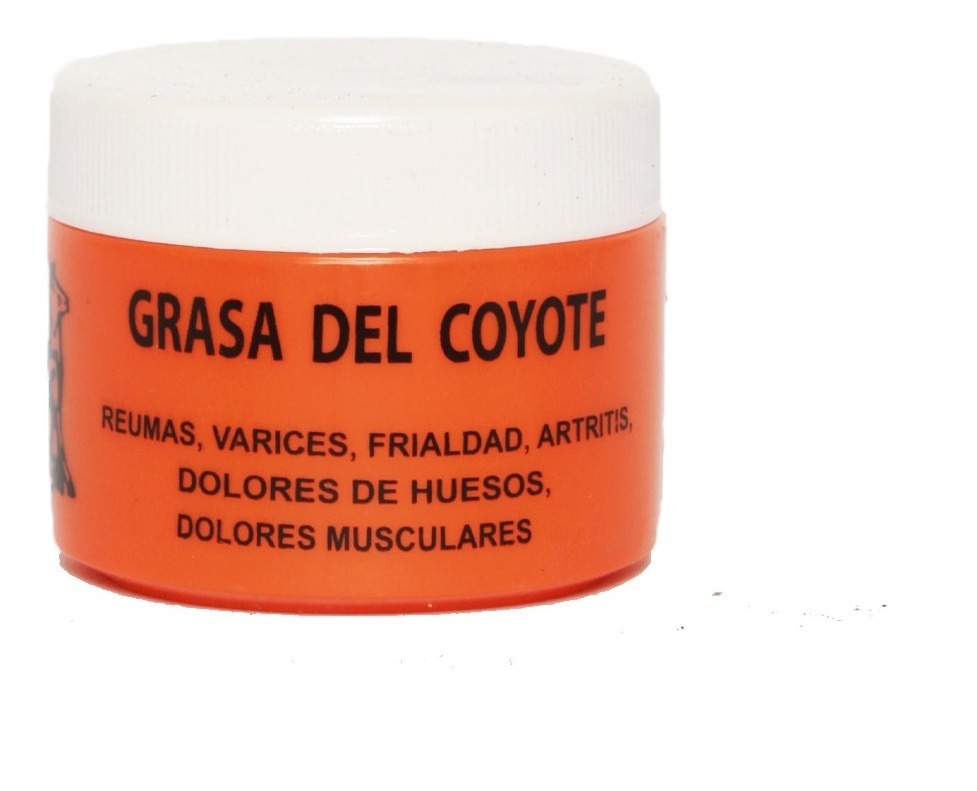 GRASA DEL COYOTE
REUMAS, VARICES, FRIALDAD, ARTRITIS,
DOLORES DE HUESOS,
DOLORES MUSCULARES